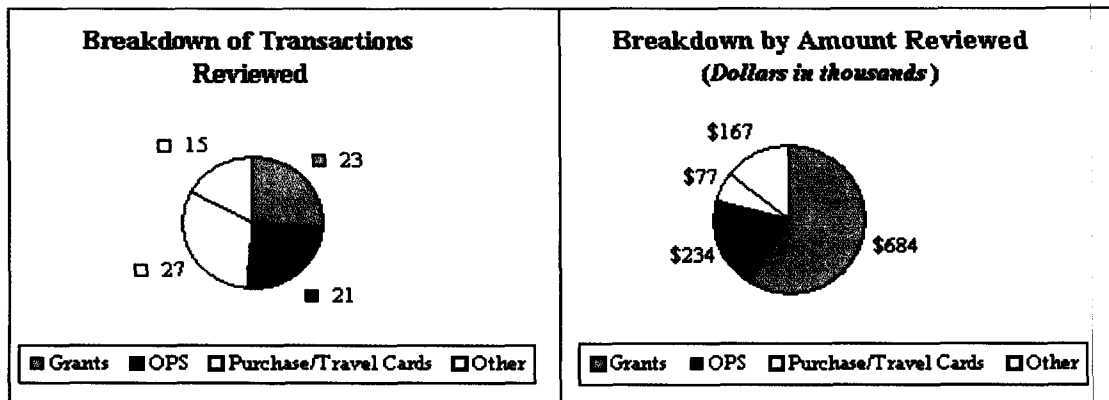 Breakdown of Transactions
Reviewed
15
23
27
21
Grants OPS Purchase/Travel Cards Other
Breakdown by Amount Reviewed
(Dollars in thousands)
$167
$77
$234
$684
Grants OPS Purchase/Travel Cards Other